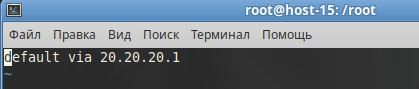 root@host-15: /root
Файл Правка Вид Поиск Терминал Помощь
default via 20.20.20.1
~